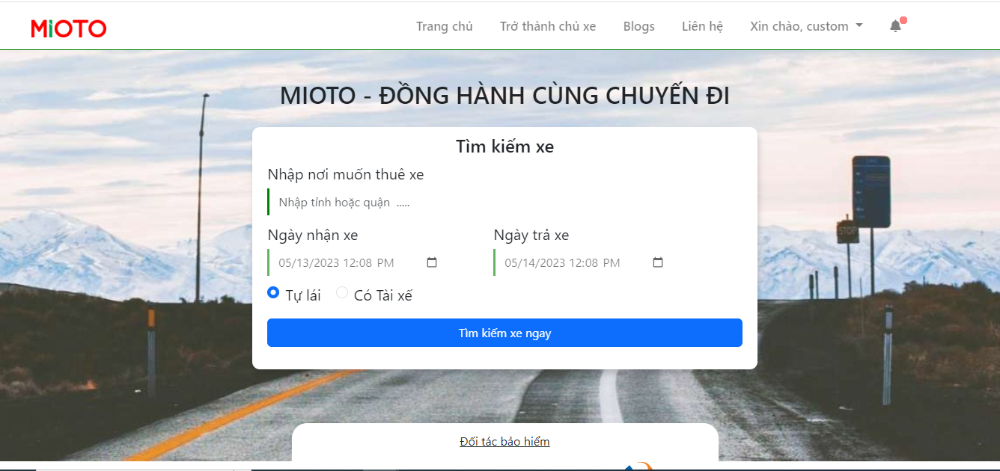 MiOTO
Trang chủ Trở thành chủ xe Blogs Liên hệ Xin chào, custom
MIOTO - ĐỒNG HÀNH CÙNG CHUYẾN ĐI
Tìm kiếm xe
Nhập nơi muốn thuê xe
Nhập tỉnh hoặc quận .....
Ngày nhận xe Ngày trả xe
05/13/2023 12:08 PM 05/14/2023 12:08 PM
Tự lái Có Tài xế
Tìm kiếm xe ngay
STOP
Đối tác bảo hiểm